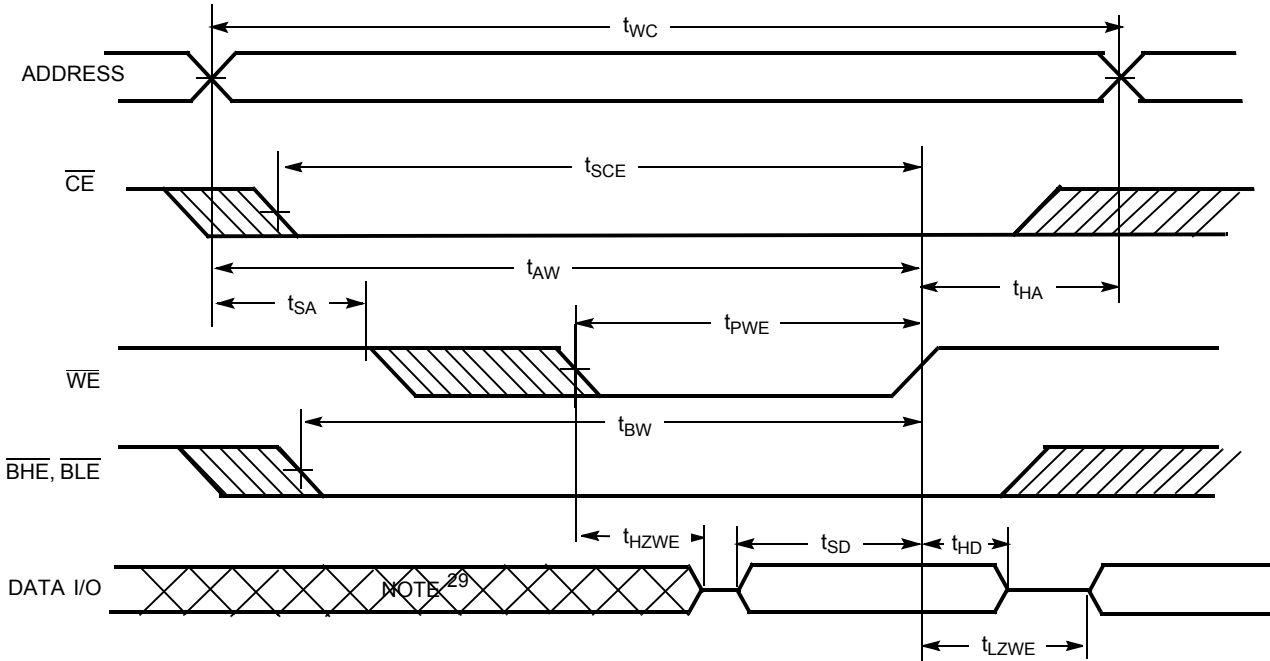 tWC
ADDRESS
tSCE
CE
tAW
tHA
tSA
tPWE
WE
tBW
BHE, BLE
tHZWE
tSD
tHD
DATA I/O
NOTE 29
tLZWE